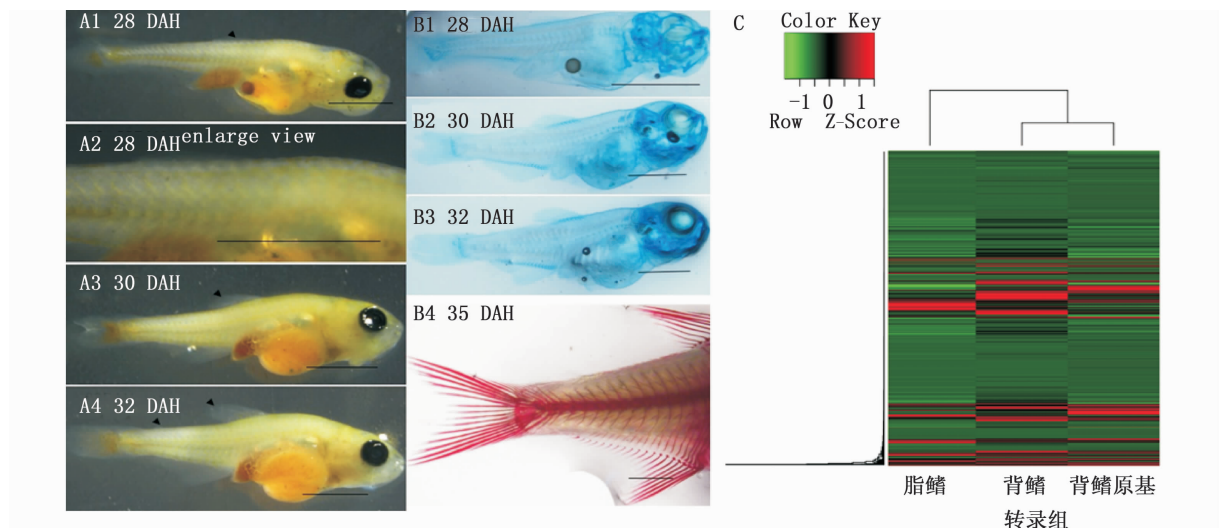 A1 28 DAH
A2 28 DAH enlarge view
A3 30 DAH
A4 32 DAH
B1 28 DAH
B2 30 DAH
B3 32 DAH
B4 35 DAH
C
Color Key
-1 0 1
Row Z-Score
脂鳍 背鳍 背鳍原基
转录组